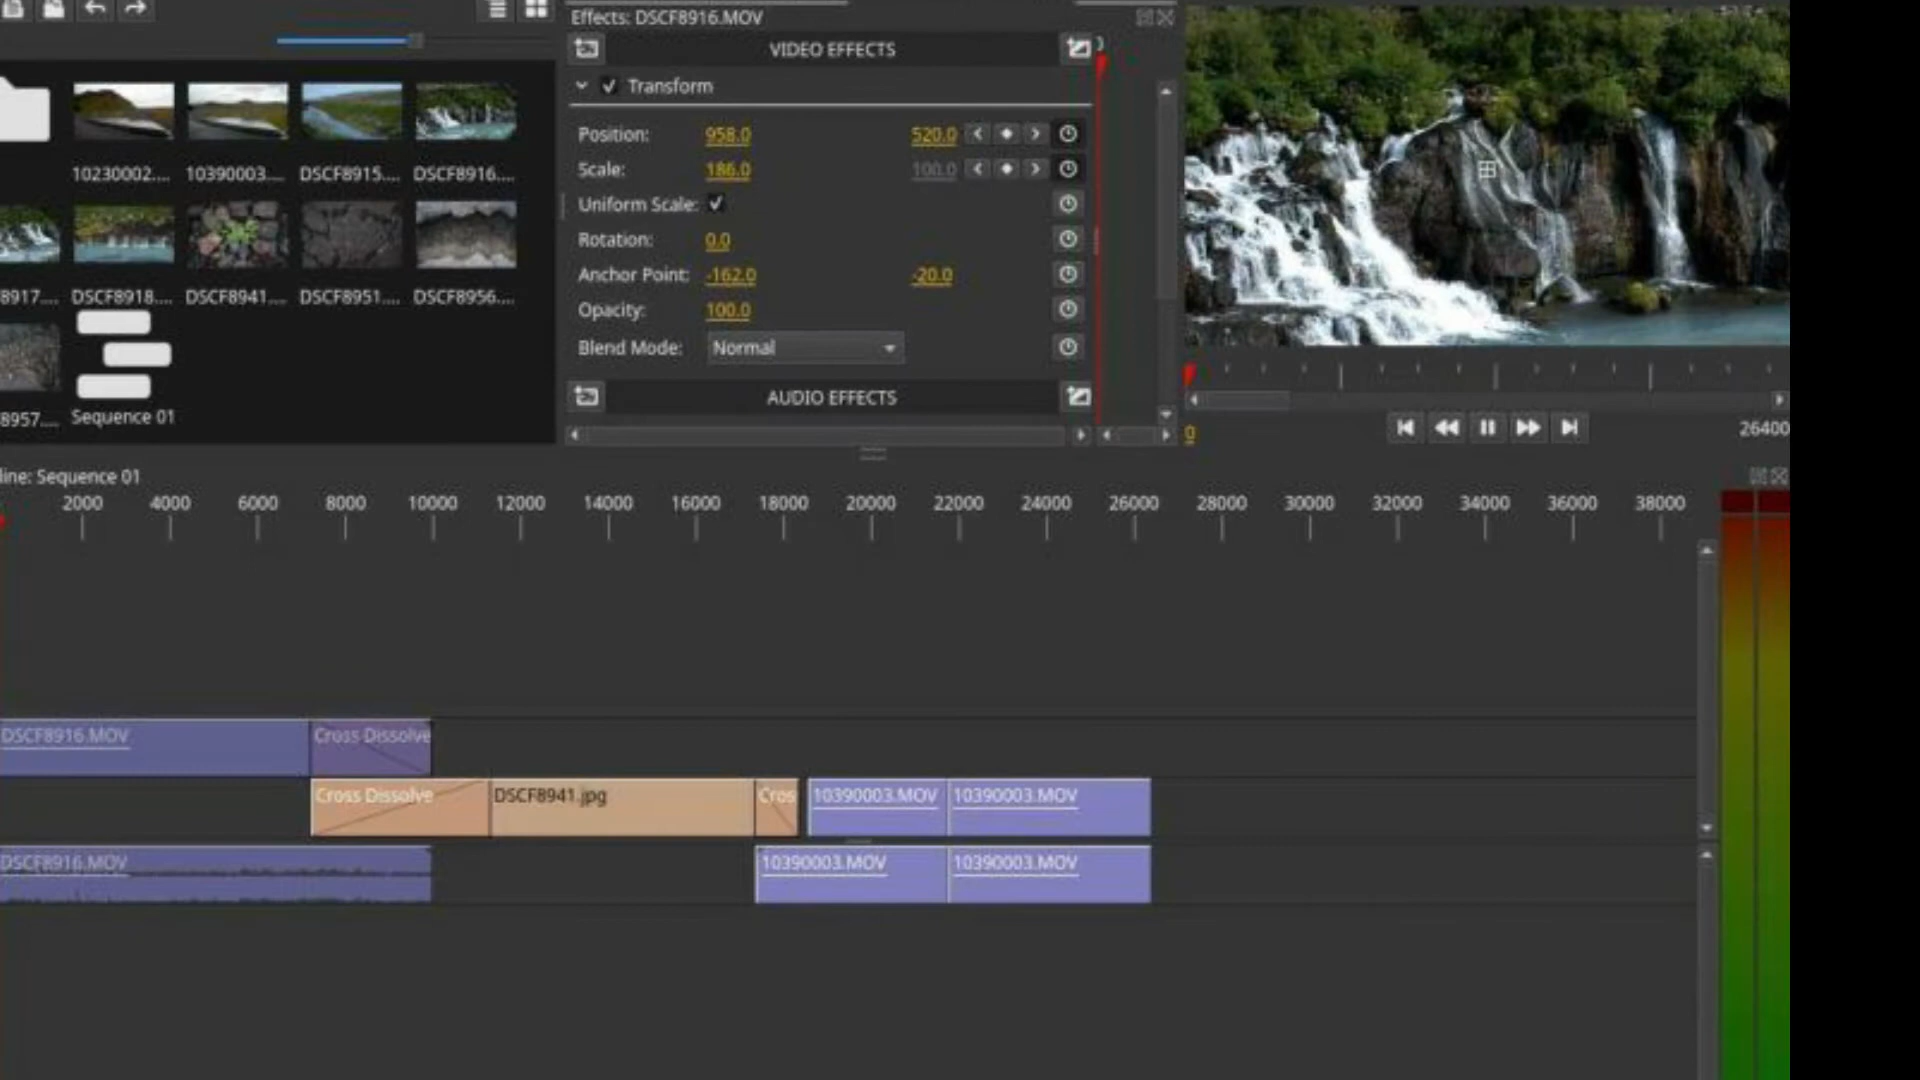 Effects: DSCF8916.MOV
VIDEO EFFECTS
Transform
Position: 958.0 520.0
Scale: 186.0 100.0
Uniform Scale:
Rotation: 0.0
Anchor Point: -162.0 -20.0
Opacity: 100.0
Blend Mode: Normal
AUDIO EFFECTS
10230002.... 10390003.... DSCF8915.... DSCF8916....
8917.... DSCF8918.... DSCF8941.... DSCF8951.... DSCF8956....
8957.... Sequence 01
0 26400
line: Sequence 01
2000 4000 6000 8000 10000 12000 14000 16000 18000 20000 22000 24000 26000 28000 30000 32000 34000 36000 38000
DSCF8916.MOV Cross Dissolve
Cross Dissolve DSCF8941.jpg Cros 10390003.MOV 10390003.MOV
DSCF8916.MOV 10390003.MOV 10390003.MOV